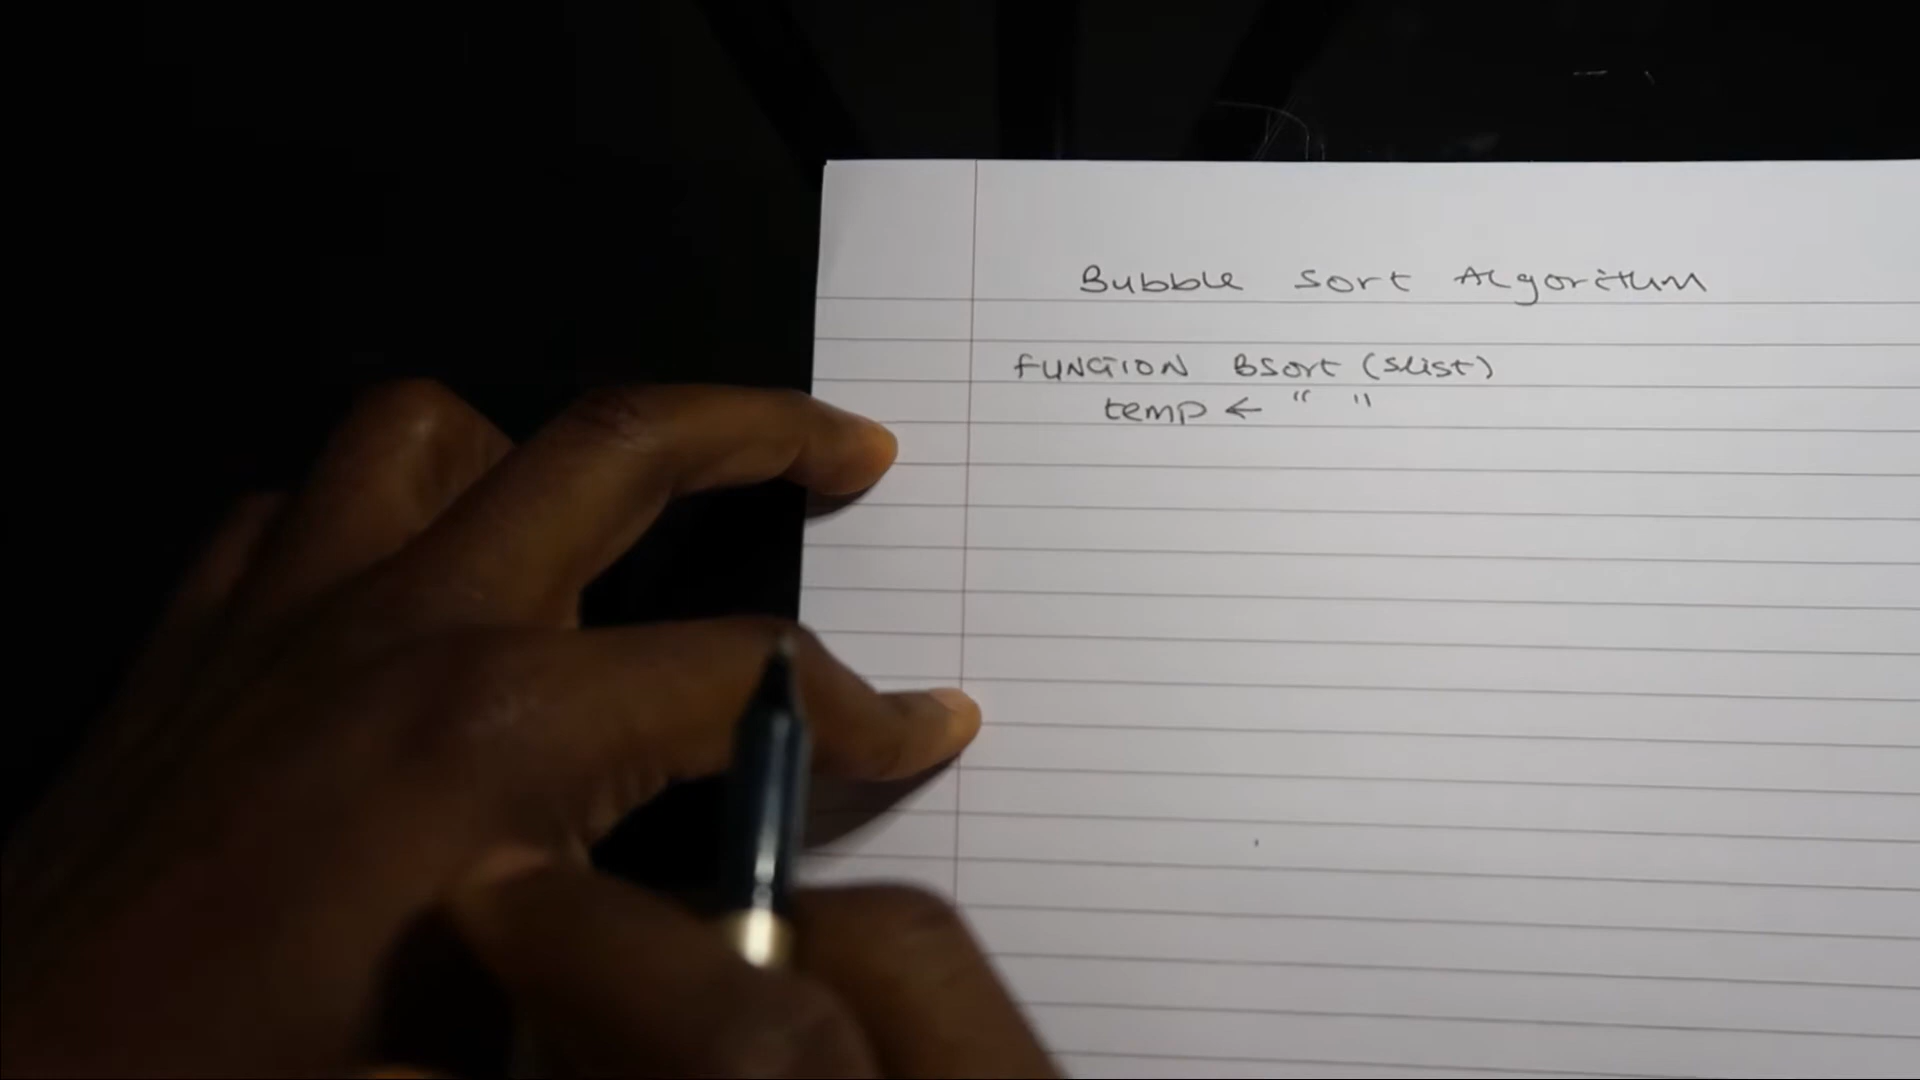 Bubble Sort Algorithm
FUNCTION BSort (slist)
temp ← “ ”